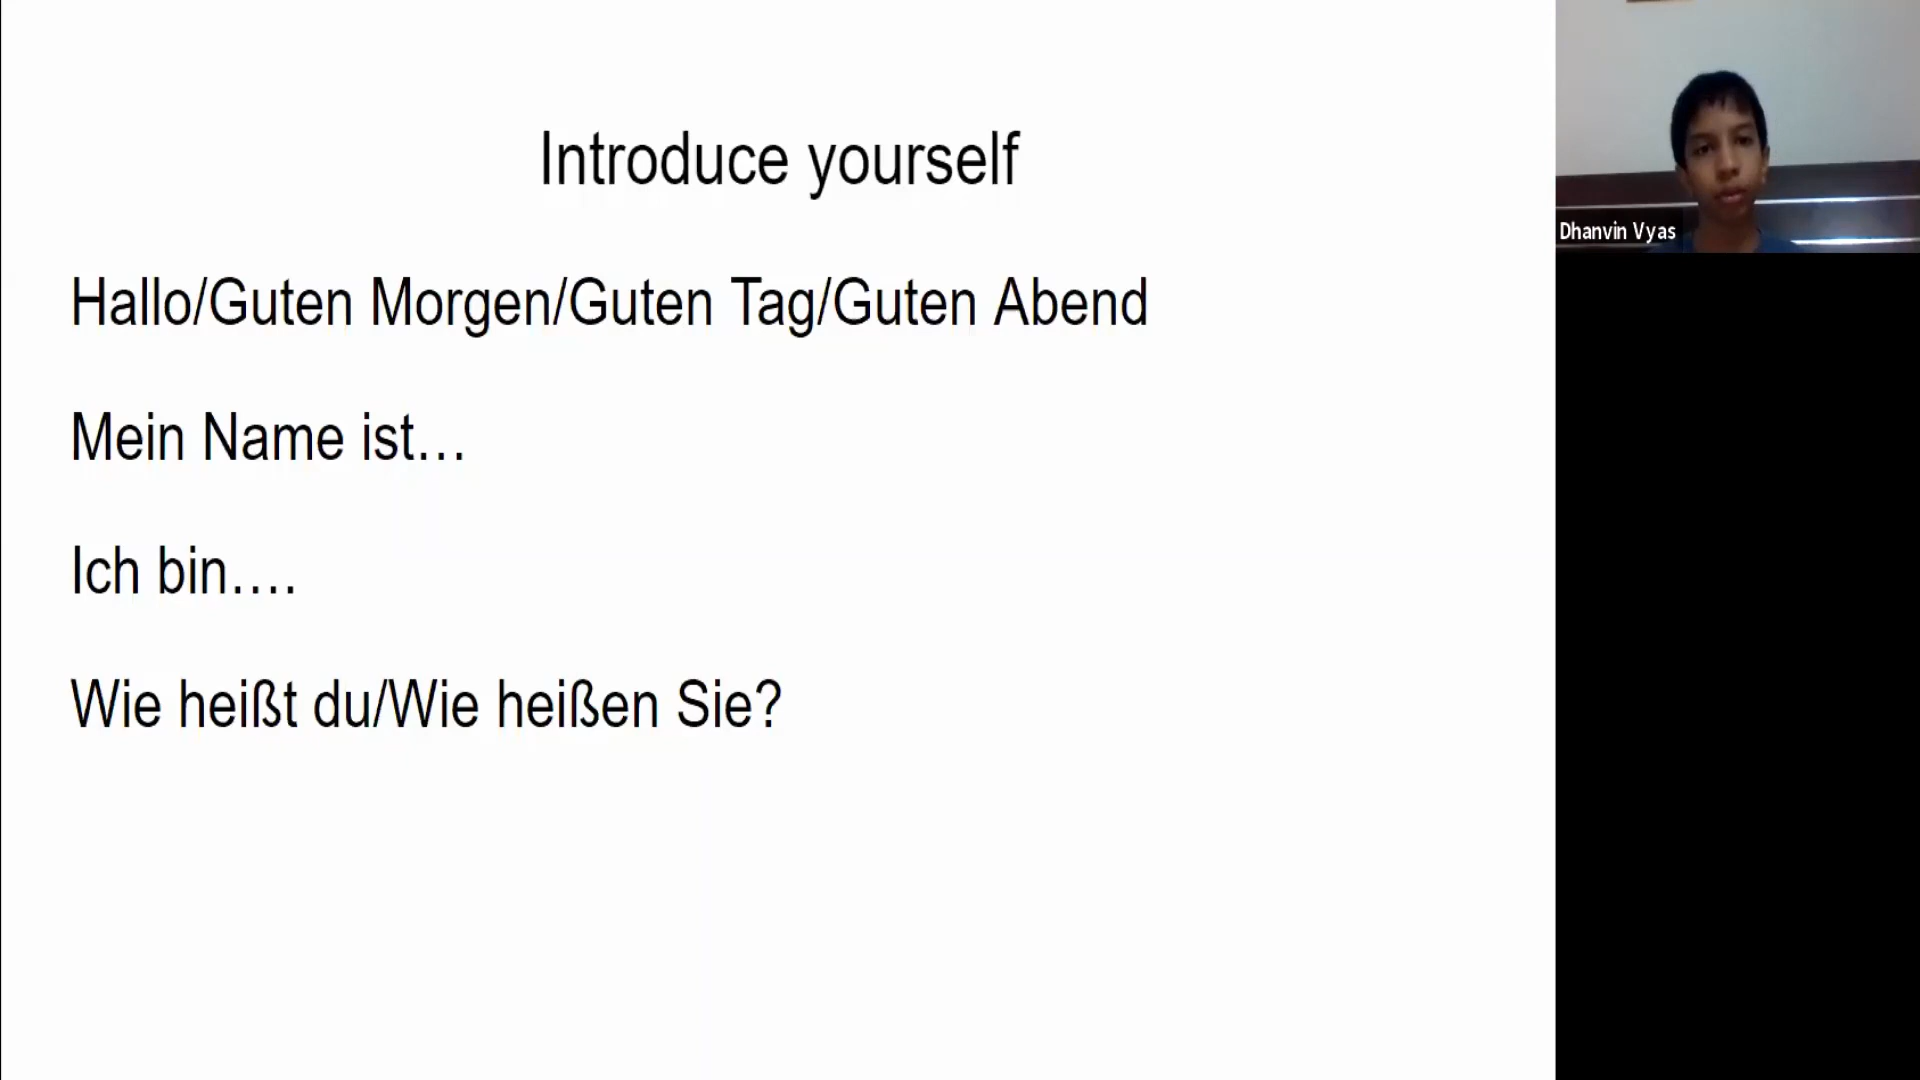 Introduce yourself
Hallo/Guten Morgen/Guten Tag/Guten Abend
Mein Name ist…
Ich bin….
Wie heißt du/Wie heißen Sie?
Dhanvin Vyas